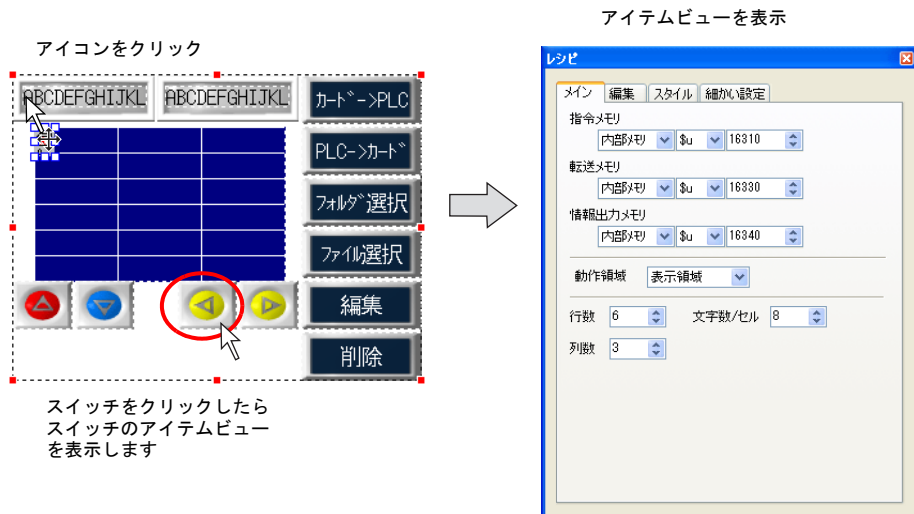 アイテムビューを表示
アイコンをクリック
ABCDEFGHIJKL
ABCDEFGHIJKL
カート゛->PLC
PLC->カート゛
フォルダ選択
ファイル選択
編集
削除
スイッチをクリックしたら
スイッチのアイテムビュー
を表示します
レシピ
メイン 編集 スタイル 細かい設定
指令メモリ
内部メモリ $u 16310
転送メモリ
内部メモリ $u 16330
情報出力メモリ
内部メモリ $u 16340
動作領域 表示領域
行数 6 文字数/セル 8
列数 3